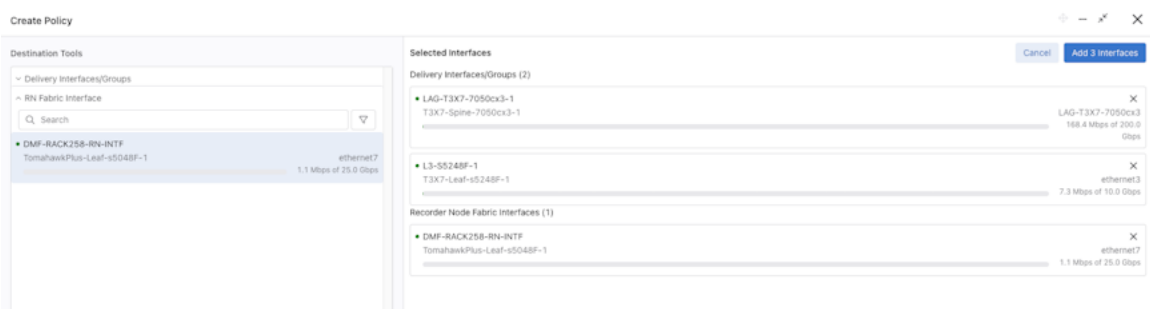 Create Policy
Destination Tools
Delivery Interfaces/Groups
RN Fabric Interface
Search
DMF-RACK258-RN-INTF
TomahawkPlus-Leaf-s5048F-1
ethernet7
1.1 Mbps of 25.0 Gbps
Selected Interfaces
Cancel
Add 3 Interfaces
Delivery Interfaces/Groups (2)
LAG-T3X7-7050cx3-1
T3X7-Spine-7050cx3-1
LAG-T3X7-7050cx3
168.4 Mbps of 200.0
Gbps
L3-S5248F-1
T3X7-Leaf-s5248F-1
ethernet3
7.3 Mbps of 10.0 Gbps
Recorder Node Fabric Interfaces (1)
DMF-RACK258-RN-INTF
TomahawkPlus-Leaf-s5048F-1
ethernet7
1.1 Mbps of 25.0 Gbps